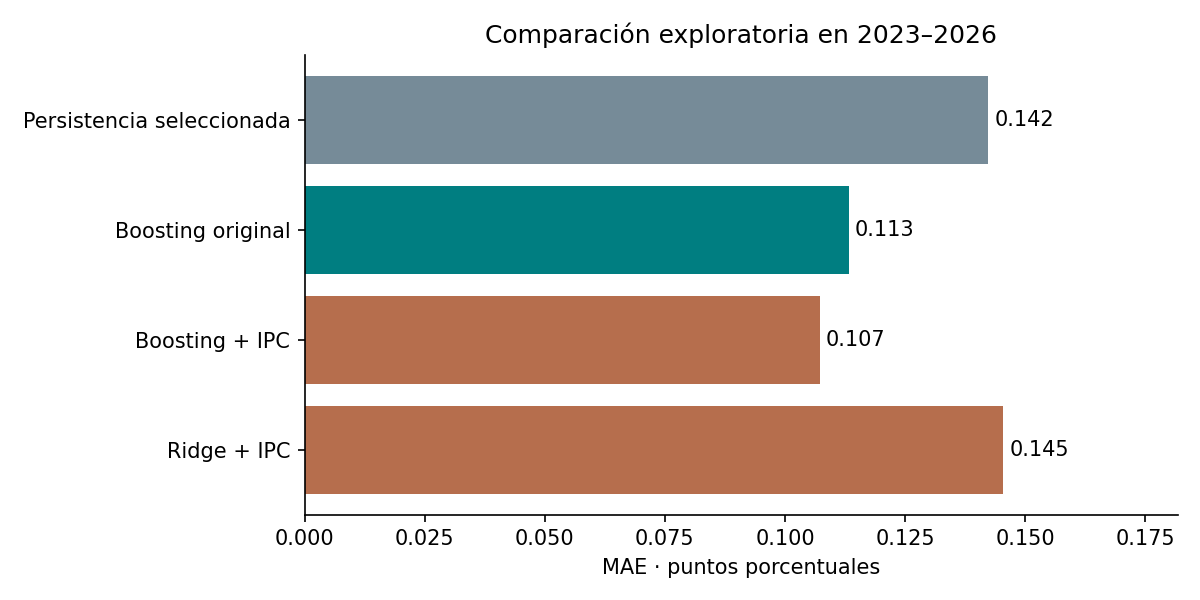 Comparación exploratoria en 2023–2026
Persistencia seleccionada
0.142
Boosting original
0.113
Boosting + IPC
0.107
Ridge + IPC
0.145
0.000 0.025 0.050 0.075 0.100 0.125 0.150 0.175
MAE · puntos porcentuales